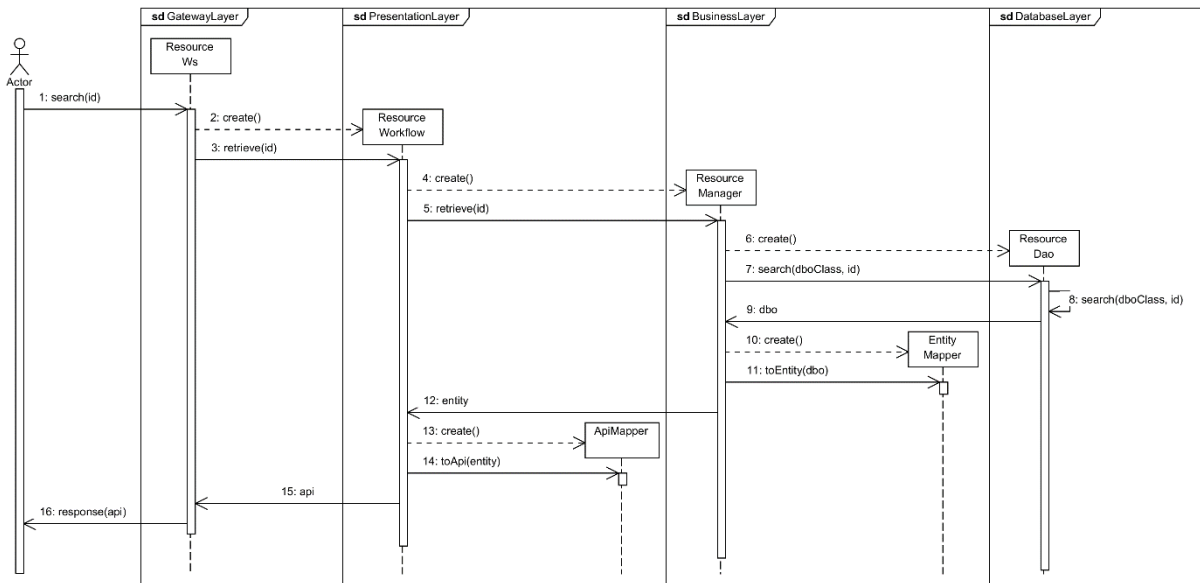 sd GatewayLayer
sd PresentationLayer
sd BusinessLayer
sd DatabaseLayer
Resource
Ws
Actor
1: search(id)
2: create()
Resource
Workflow
3: retrieve(id)
4: create()
Resource
Manager
5: retrieve(id)
6: create()
Resource
Dao
7: search(dboClass, id)
8: search(dboClass, id)
9: dbo
10: create()
Entity
Mapper
11: toEntity(dbo)
12: entity
13: create()
ApiMapper
14: toApi(entity)
15: api
16: response(api)